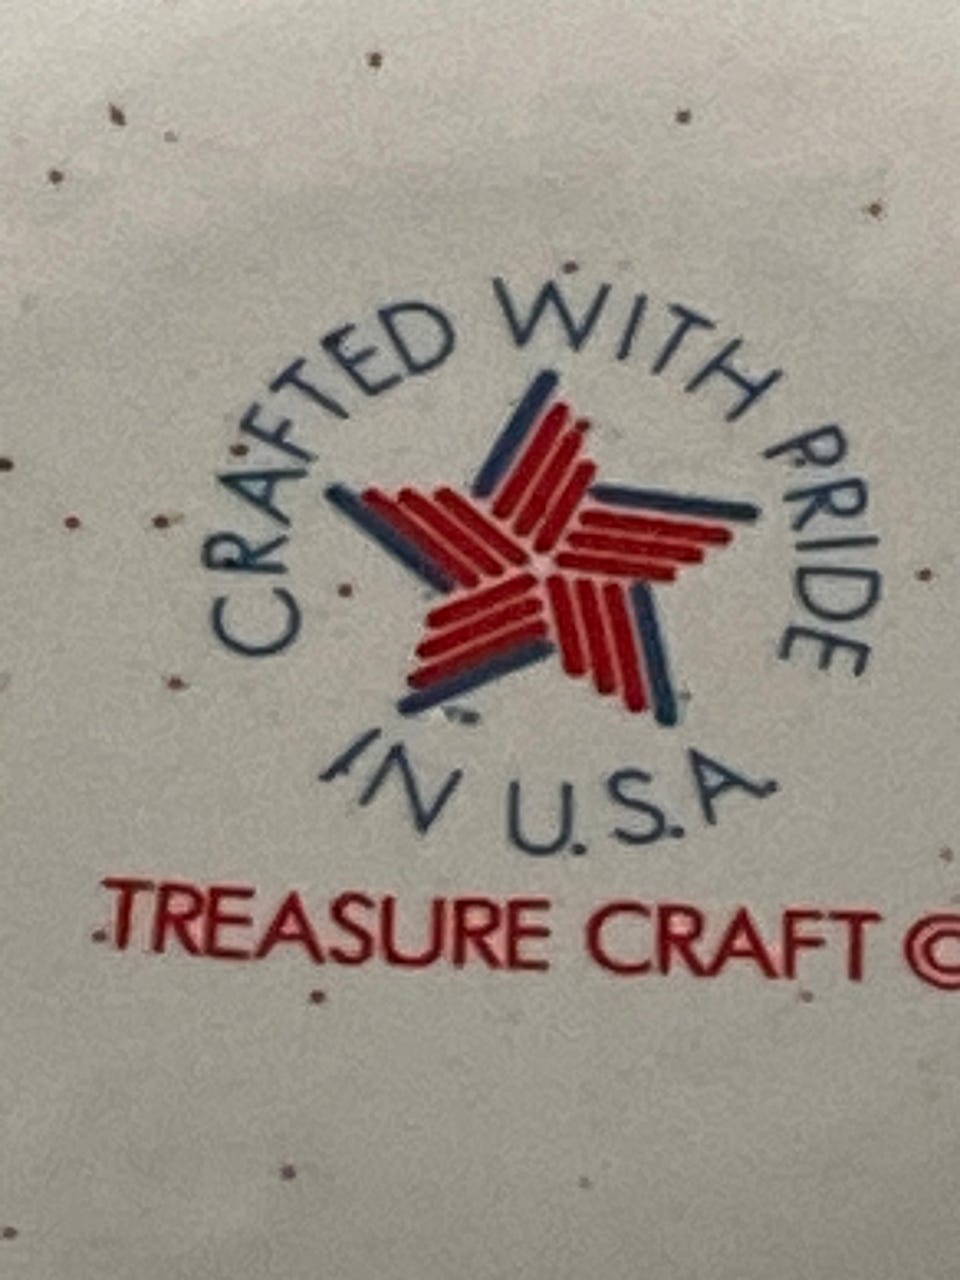 CRAFTED WITH PRIDE
IN U.S.A.
TREASURE CRAFT ©